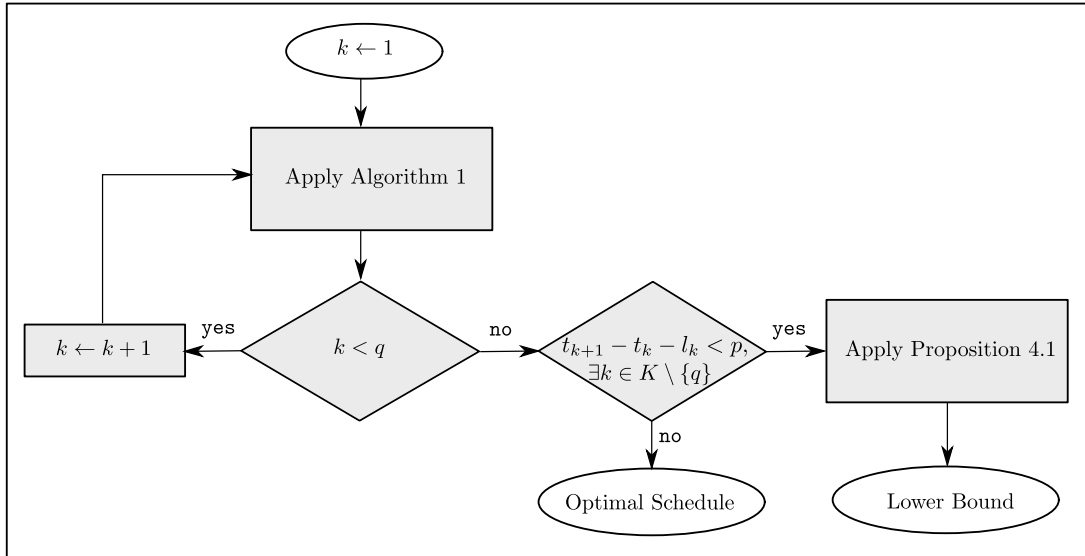 k ← 1
Apply Algorithm 1
yes
k ← k + 1
k < q
no
t_{k+1} − t_k − l_k < p,
∃k ∈ K \ {q}
yes
Apply Proposition 4.1
no
Optimal Schedule
Lower Bound